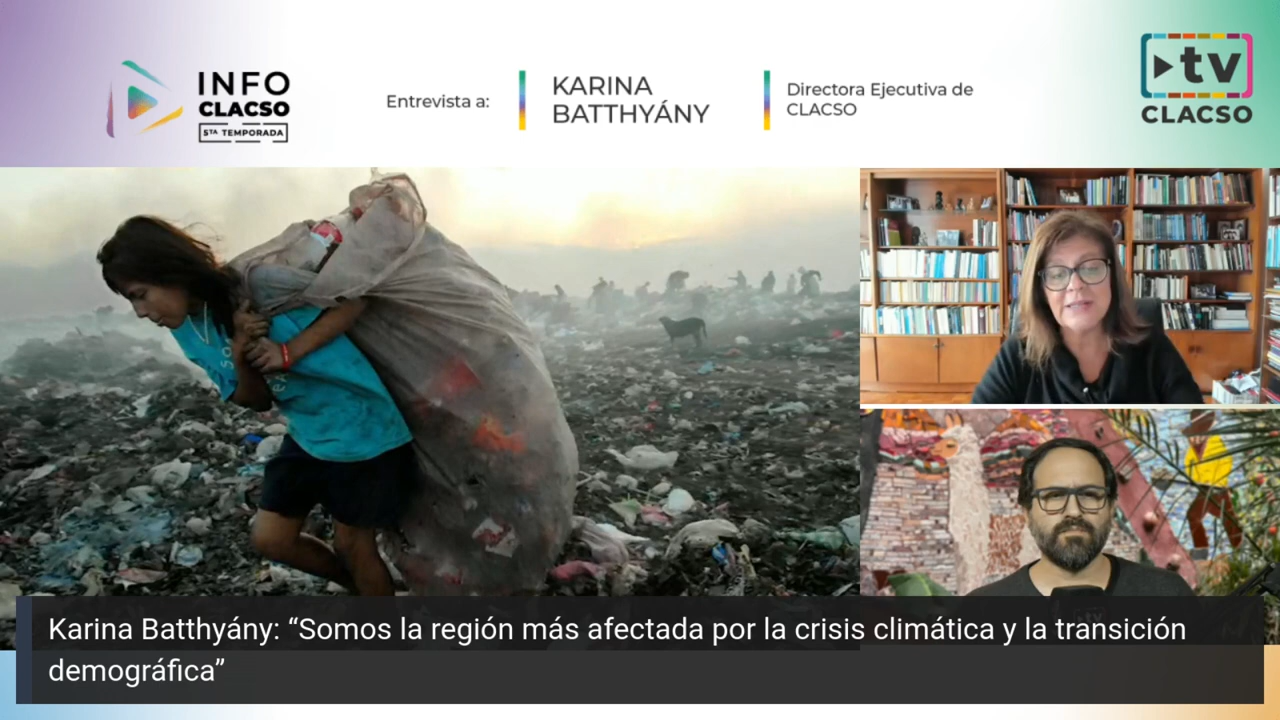 INFO
CLACSO
5TA TEMPORADA
Entrevista a:
KARINA
BATTHYÁNY
Directora Ejecutiva de
CLACSO
tv
CLACSO
Karina Batthyány: “Somos la región más afectada por la crisis climática y la transición
demográfica”